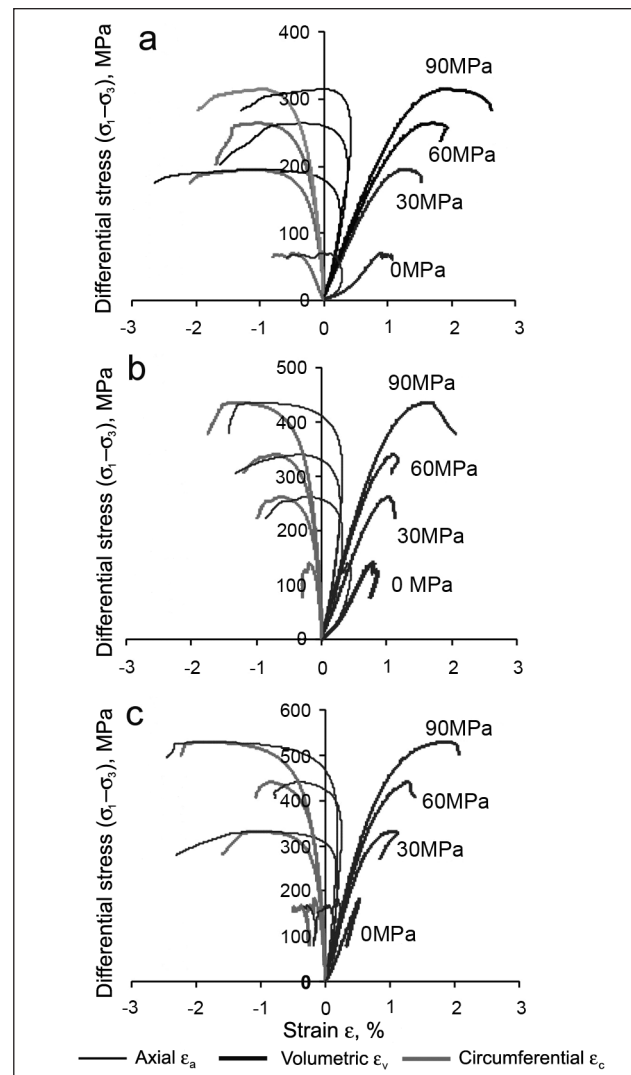 a
400
300
200
100
0
-3 -2 -1 0 1 2 3
Differential stress (σ₁–σ₃), MPa
90MPa
60MPa
30MPa
0MPa
b
500
400
300
200
100
0
-3 -2 -1 0 1 2 3
Differential stress (σ₁–σ₃), MPa
90MPa
60MPa
30MPa
0 MPa
c
600
500
400
300
200
100
0
-3 -2 -1 0 1 2 3
Differential stress (σ₁–σ₃), MPa
90MPa
60MPa
30MPa
0MPa
Strain ε, %
Axial εₐ Volumetric εᵥ Circumferential ε꜀